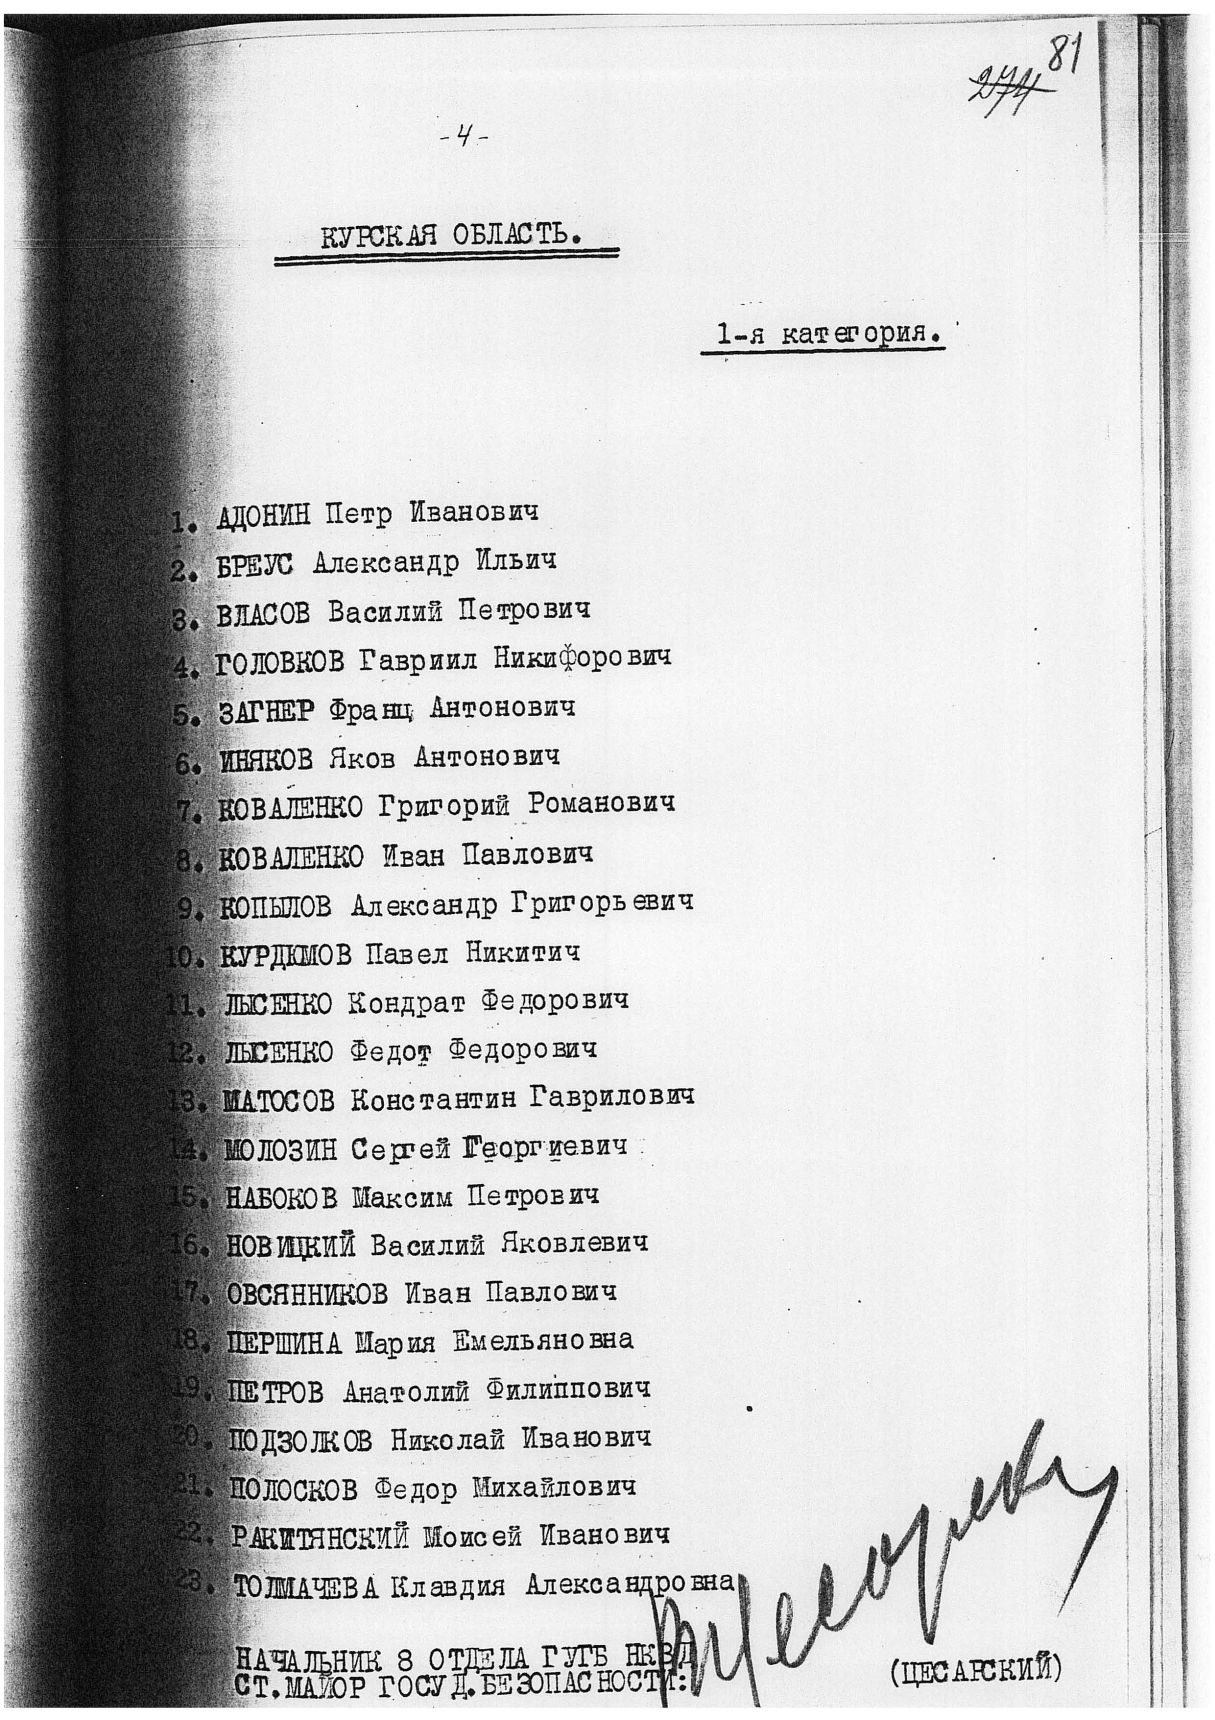 81
274
-4-
КУРСКАЯ ОБЛАСТЬ.
1-я категория.
1. АДОНИН Петр Иванович
2. БРЕУС Александр Ильич
3. ВЛАСОВ Василий Петрович
4. ГОЛОВКОВ Гавриил Никифорович
5. ЗАГНЕР Франц Антонович
6. ИНЯКОВ Яков Антонович
7. КОВАЛЕНКО Григорий Романович
8. КОВАЛЕНКО Иван Павлович
9. КОПЫЛОВ Александр Григорьевич
10. КУРДЮМОВ Павел Никитич
11. ЛЫСЕНКО Кондрат Федорович
12. ЛЫСЕНКО Федот Федорович
13. МАТОСОВ Константин Гаврилович
14. МОЛОЗИН Сергей Георгиевич
15. НАБОКОВ Максим Петрович
16. НОВИЦКИЙ Василий Яковлевич
17. ОВСЯННИКОВ Иван Павлович
18. ПЕРШИНА Мария Емельяновна
19. ПЕТРОВ Анатолий Филиппович
20. ПОДЗОЛКОВ Николай Иванович
21. ПОЛОСКОВ Федор Михайлович
22. РАКИТЯНСКИЙ Моисей Иванович
23. ТОЛМАЧЕВА Клавдия Александровна
НАЧАЛЬНИК 8 ОТДЕЛА ГУГБ НКВД
СТ.МАЙОР ГОСУД.БЕЗОПАСНОСТИ:
(ЦЕСАРСКИЙ)